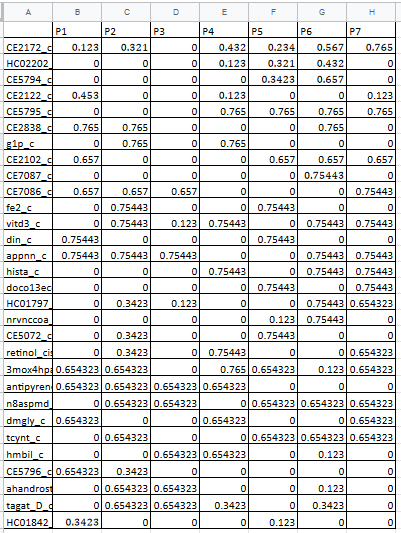 A B C D E F G H
P1 P2 P3 P4 P5 P6 P7
CE2172_c 0.123 0.321 0 0.432 0.234 0.567 0.765
HC02202_ 0 0 0 0.123 0.321 0.432 0
CE5794_c 0 0 0 0 0.3423 0.657 0
CE2122_c 0.453 0 0 0.123 0 0 0.123
CE5795_c 0 0 0 0.765 0.765 0.765 0.765
CE2838_c 0.765 0.765 0 0 0 0.765 0
g1p_c 0 0.765 0 0.765 0 0 0
CE2102_c 0.657 0 0 0 0.657 0.657 0.657
CE7087_c 0 0 0 0 0 0.75443 0
CE7086_c 0.657 0.657 0.657 0 0 0 0.75443
fe2_c 0 0.75443 0 0 0.75443 0 0
vitd3_c 0 0.75443 0.123 0.75443 0 0.75443 0.75443
din_c 0.75443 0 0 0 0.75443 0 0
appnn_c 0.75443 0.75443 0.75443 0 0 0.75443 0.75443
hista_c 0 0 0 0.75443 0 0.75443 0.75443
doco13ec 0 0 0 0 0.75443 0 0.75443
HC01797_ 0 0.3423 0.123 0 0 0.75443 0.654323
nrvnccoa_ 0 0 0 0 0.123 0.75443 0
CE5072_c 0 0.3423 0 0 0.75443 0 0
retinol_cis 0 0.3423 0 0.75443 0 0 0.654323
3mox4hpa 0.654323 0.654323 0 0.765 0.654323 0.123 0.654323
antipyren 0.654323 0.654323 0.654323 0.654323 0 0 0
n8aspmd_ 0 0.654323 0.654323 0.654323 0.654323 0.654323 0.654323
dmgly_c 0.654323 0 0 0.654323 0 0 0.654323
tcynt_c 0 0.654323 0 0 0.654323 0.654323 0.654323
hmbil_c 0 0 0.654323 0.654323 0 0.123 0
CE5796_c 0.654323 0.3423 0 0 0 0 0
ahandrost 0 0.654323 0.654323 0 0 0.123 0
tagat_D_c 0 0.654323 0.654323 0.3423 0 0.3423 0
HC01842_ 0.3423 0 0 0 0.123 0 0